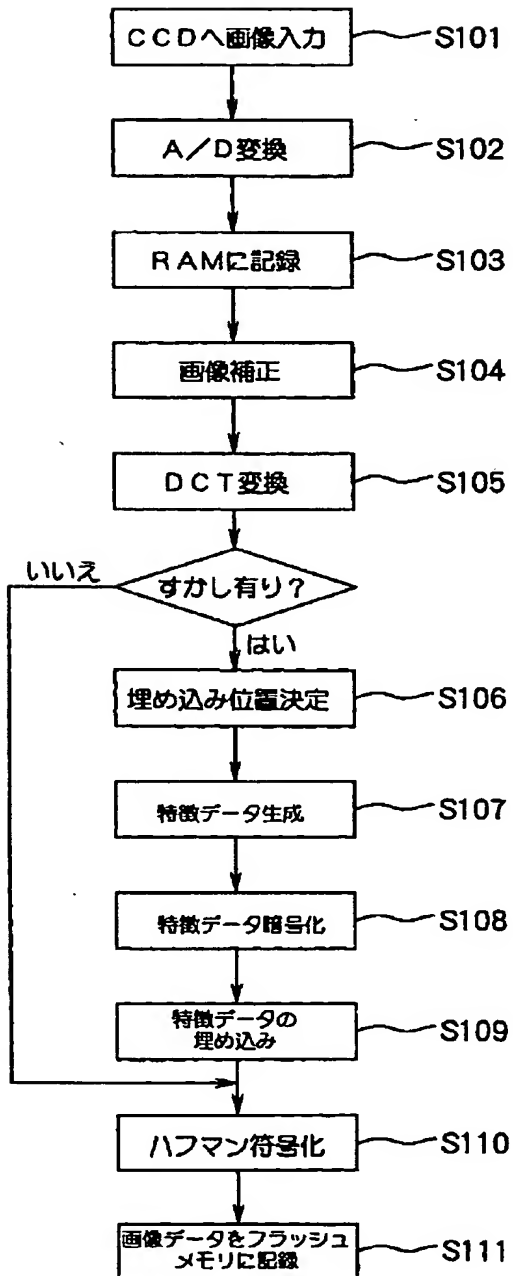 CCDへ画像入力 S101
A/D変換 S102
RAMに記録 S103
画像補正 S104
DCT変換 S105
いいえ すかし有り?
はい
埋め込み位置決定 S106
特徴データ生成 S107
特徴データ暗号化 S108
特徴データの
埋め込み S109
ハフマン符号化 S110
画像データをフラッシュ
メモリに記録 S111